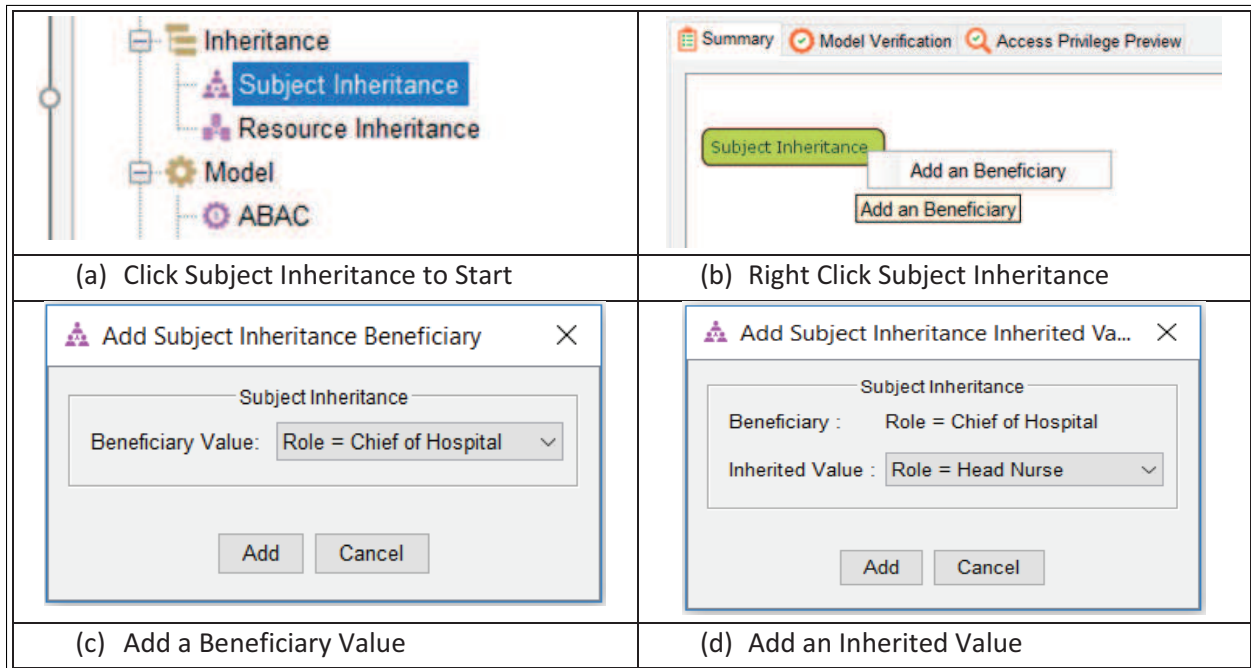 Inheritance
Subject Inheritance
Resource Inheritance
Model
ABAC
Summary Model Verification Access Privilege Preview
Subject Inheritance
Add an Beneficiary
Add an Beneficiary
(a) Click Subject Inheritance to Start
(b) Right Click Subject Inheritance
Add Subject Inheritance Beneficiary
Subject Inheritance
Beneficiary Value: Role = Chief of Hospital
Add Cancel
Add Subject Inheritance Inherited Va...
Subject Inheritance
Beneficiary : Role = Chief of Hospital
Inherited Value : Role = Head Nurse
Add Cancel
(c) Add a Beneficiary Value
(d) Add an Inherited Value